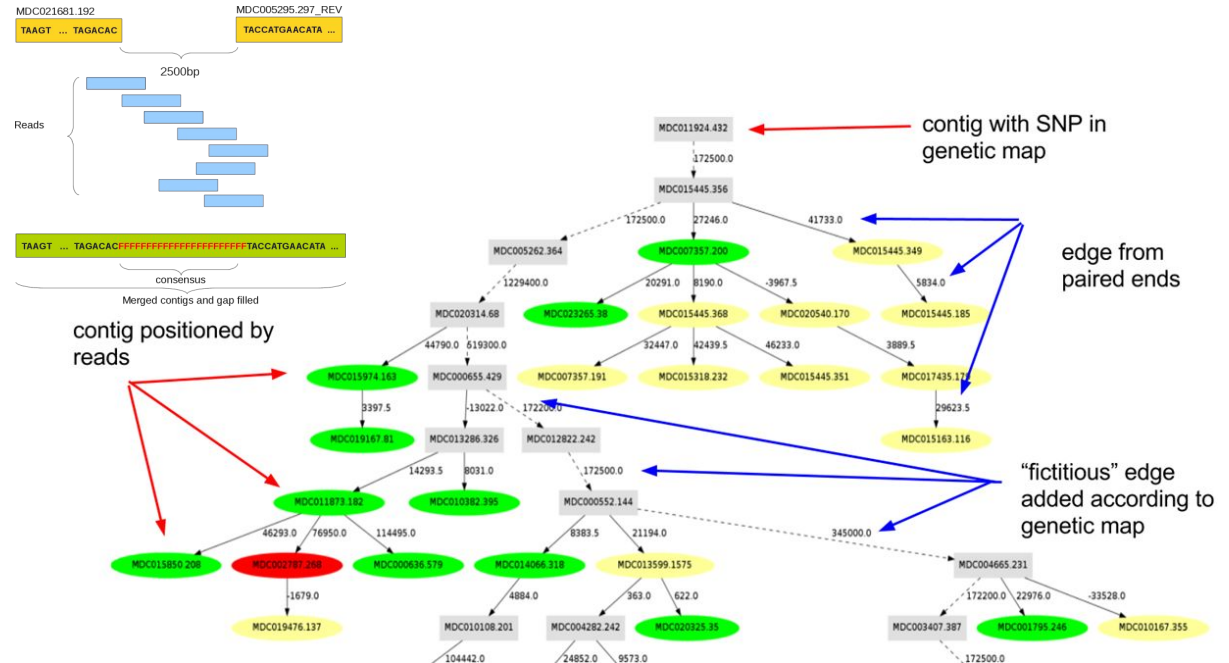 MDC021681.192
MDC005295.297_REV
TAAGT ... TAGACAC
TACCATGAACATA ...
2500bp
Reads
TAAGT ... TAGACACFFFFFFFFFFFFFFFFFFFFFFFTACCATGAACATA ...
consensus
Merged contigs and gap filled
contig positioned by
reads
MDC011924.432
contig with SNP in
genetic map
172500.0
MDC015445.356
172500.0
27246.0
41733.0
MDC005262.364
MDC007357.200
MDC015445.349
edge from
paired ends
1229400.0
20291.0
8190.0
-3967.5
5834.0
MDC020314.68
MDC023265.38
MDC015445.368
MDC020540.170
MDC015445.185
44790.0
519300.0
32447.0
42439.5
46233.0
3889.5
MDC015974.163
MDC000655.429
MDC007357.191
MDC015318.232
MDC015445.351
3397.5
-13022.0
172200.0
29623.5
MDC019167.81
MDC013286.326
MDC012822.242
MDC015163.116
14293.5
8031.0
172500.0
“fictitious” edge
added according to
genetic map
MDC011873.182
MDC010382.395
MDC000552.144
46293.0
76950.0
114495.0
8383.5
21194.0
345000.0
MDC015850.208
MDC002787.268
MDC000636.579
MDC014066.318
MDC013599.1575
MDC004665.231
-1679.0
4884.0
363.0
622.0
172200.0
22976.0
-33528.0
MDC019476.137
MDC010108.201
MDC004282.242
MDC020325.35
MDC003407.387
MDC001795.246
MDC010167.355
104442.0
24852.0
9573.0
172500.0